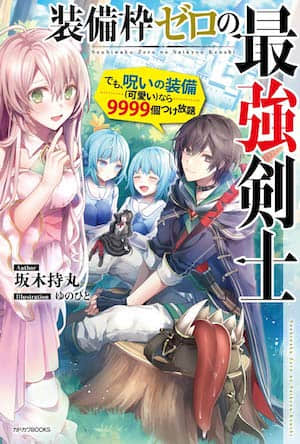 装備枠ゼロの
Soubiwaku Zero no Saikyou Kenshi
最強剣士
でも、呪いの装備
(可愛い)なら
9999個つけ放題
Author
坂木持丸
Illustration ゆのひと
カドカワBOOKS